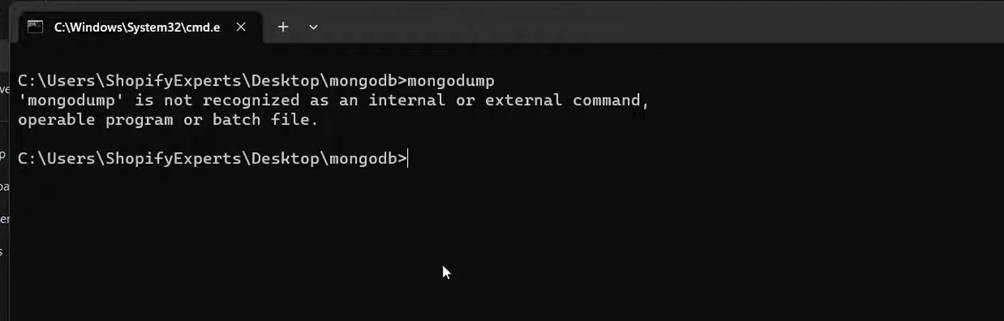 C:\Windows\System32\cmd.e
C:\Users\ShopifyExperts\Desktop\mongodb>mongodump
'mongodump' is not recognized as an internal or external command,
operable program or batch file.
C:\Users\ShopifyExperts\Desktop\mongodb>